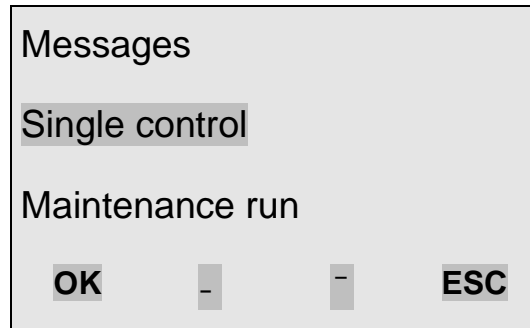 Messages
Single control
Maintenance run
OK _ ¯ ESC